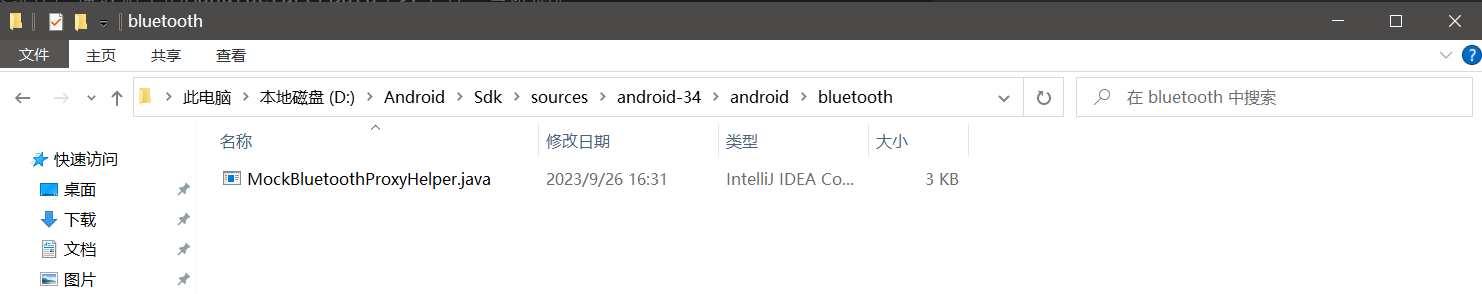 bluetooth
文件 主页 共享 查看
此电脑 本地磁盘 (D:) Android Sdk sources android-34 android bluetooth 在 bluetooth 中搜索
名称 修改日期 类型 大小
快速访问
MockBluetoothProxyHelper.java 2023/9/26 16:31 IntelliJ IDEA Co... 3 KB
桌面
下载
文档
图片